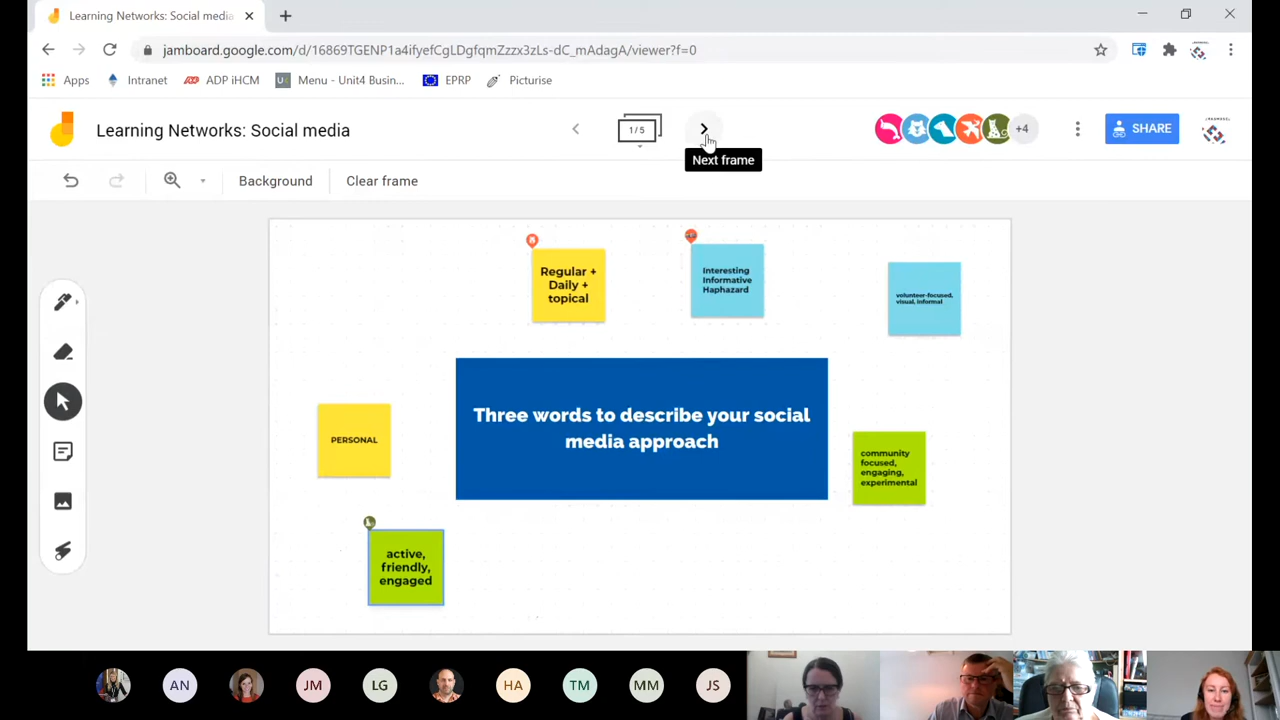 Learning Networks: Social media
jamboard.google.com/d/16869TGENP1a4ifyefCqLDgfqmZzzx3zLs-dC_mAdagA/viewer?f=0
Apps
Intranet
ADP iHCM
Menu - Unit4 Busin...
EPRP
Picturise
Learning Networks: Social media
1 / 5
+4
SHARE
Next frame
Background
Clear frame
Regular +
Daily +
topical
Interesting
Informative
Haphazard
volunteer-focused,
visual, informal
Three words to describe your social
media approach
PERSONAL
community
focused,
engaging,
experimental
active,
friendly,
engaged
AN
JM
LG
HA
TM
MM
JS